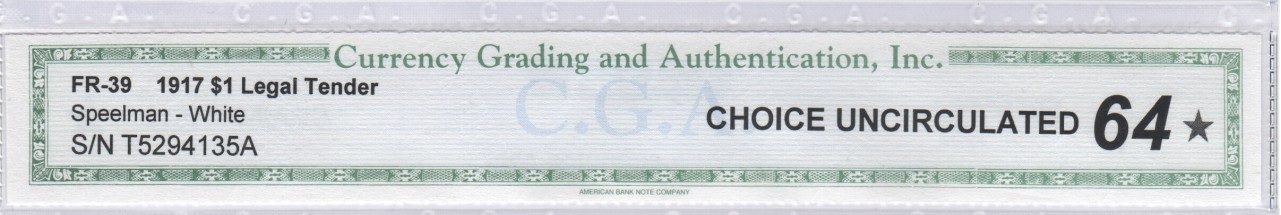 C.G.A. C.G.A. C.G.A. C.G.A. C.
Currency Grading and Authentication, Inc.
FR-39 1917 $1 Legal Tender
Speelman - White
S/N T5294135A
C.G.A.
CHOICE UNCIRCULATED 64★
AMERICAN BANK NOTE COMPANY